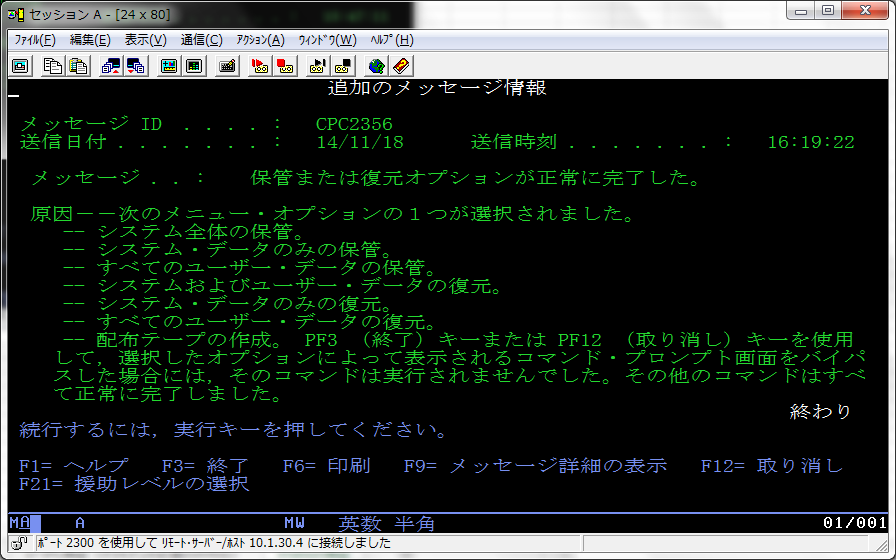 セッション A - [24 x 80]
ﾌｧｲﾙ(F) 編集(E) 表示(V) 通信(C) ｱｸｼｮﾝ(A) ｳｨﾝﾄﾞｳ(W) ﾍﾙﾌﾟ(H)
追加のメッセージ情報
メッセージ ID . . . . : CPC2356
送信日付 . . . . . . . : 14/11/18 送信時刻 . . . . . . . : 16:19:22
メッセージ . . : 保管または復元オプションが正常に完了した。
原因－－次のメニュー・オプションの１つが選択されました。
-- システム全体の保管。
-- システム・データのみの保管。
-- すべてのユーザー・データの保管。
-- システムおよびユーザー・データの復元。
-- システム・データのみの復元。
-- すべてのユーザー・データの復元。
-- 配布テープの作成。 PF3 （終了）キーまたは PF12 （取り消し）キーを使用
して，選択したオプションによって表示されるコマンド・プロンプト画面をバイパ
スした場合には，そのコマンドは実行されませんでした。その他のコマンドはすべ
て正常に完了しました。
終わり
続行するには，実行キーを押してください。
F1= ヘルプ F3= 終了 F6= 印刷 F9= メッセージ詳細の表示 F12= 取り消し
F21= 援助レベルの選択
MA A MW 英数 半角 01/001
ﾎﾟｰﾄ 2300 を使用して ﾘﾓｰﾄ･ｻｰﾊﾞｰ/ﾎｽﾄ 10.1.30.4 に接続しました